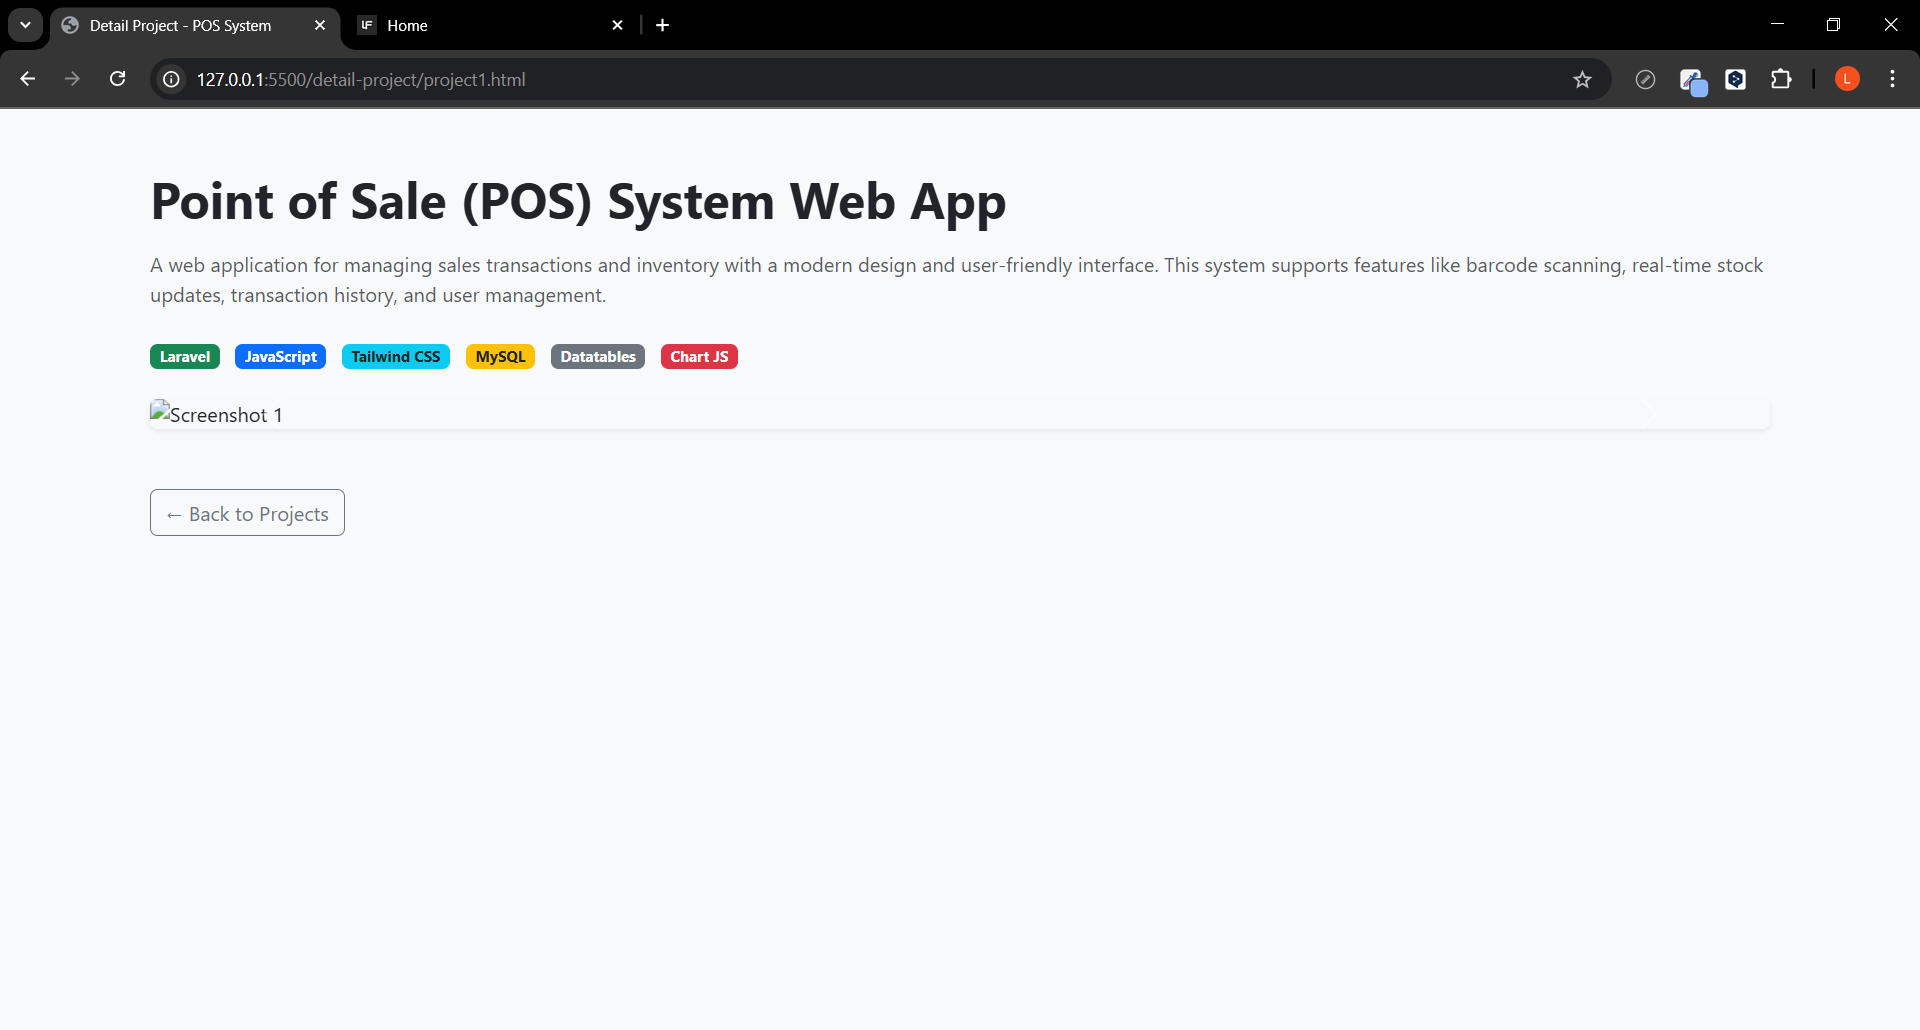 Detail Project - POS System
LF Home
127.0.0.1:5500/detail-project/project1.html
L
Point of Sale (POS) System Web App
A web application for managing sales transactions and inventory with a modern design and user-friendly interface. This system supports features like barcode scanning, real-time stock
updates, transaction history, and user management.
Laravel JavaScript Tailwind CSS MySQL Datatables Chart JS
Screenshot 1
← Back to Projects